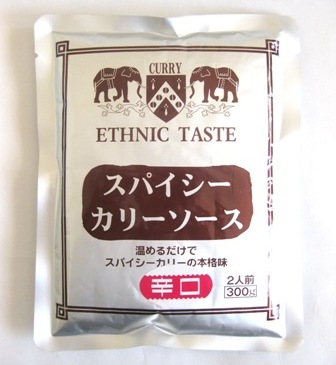 CURRY
ETHNIC TASTE
スパイシー
カリーソース
温めるだけで
スパイシーカリーの本格味
辛口
2人前
300g